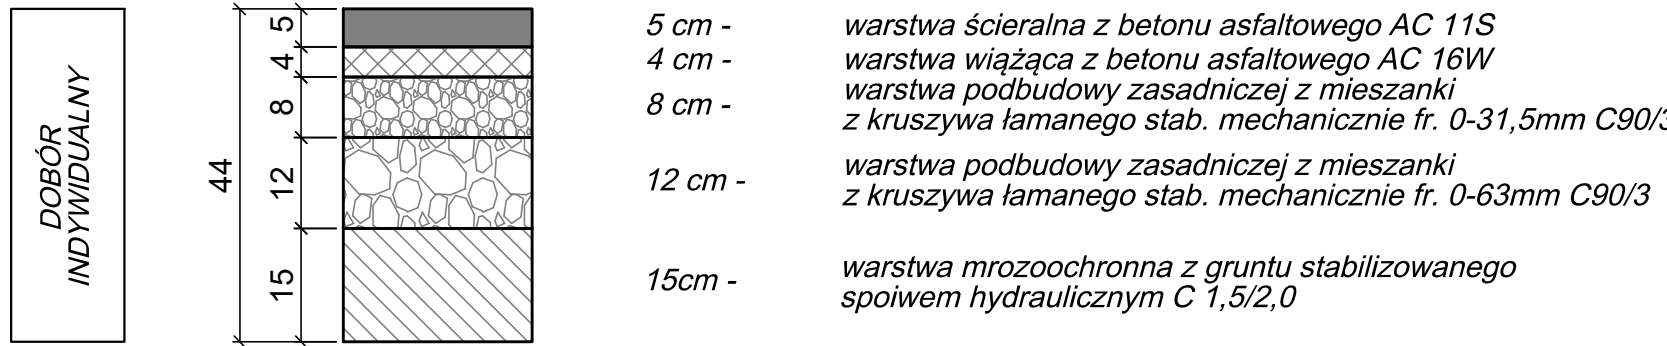 DOBÓR
INDYWIDUALNY
44
5
4
8
12
15
5 cm - warstwa ścieralna z betonu asfaltowego AC 11S
4 cm - warstwa wiążąca z betonu asfaltowego AC 16W
8 cm - warstwa podbudowy zasadniczej z mieszanki
z kruszywa łamanego stab. mechanicznie fr. 0-31,5mm C90/3
12 cm - warstwa podbudowy zasadniczej z mieszanki
z kruszywa łamanego stab. mechanicznie fr. 0-63mm C90/3
15cm - warstwa mrozoochronna z gruntu stabilizowanego
spoiwem hydraulicznym C 1,5/2,0